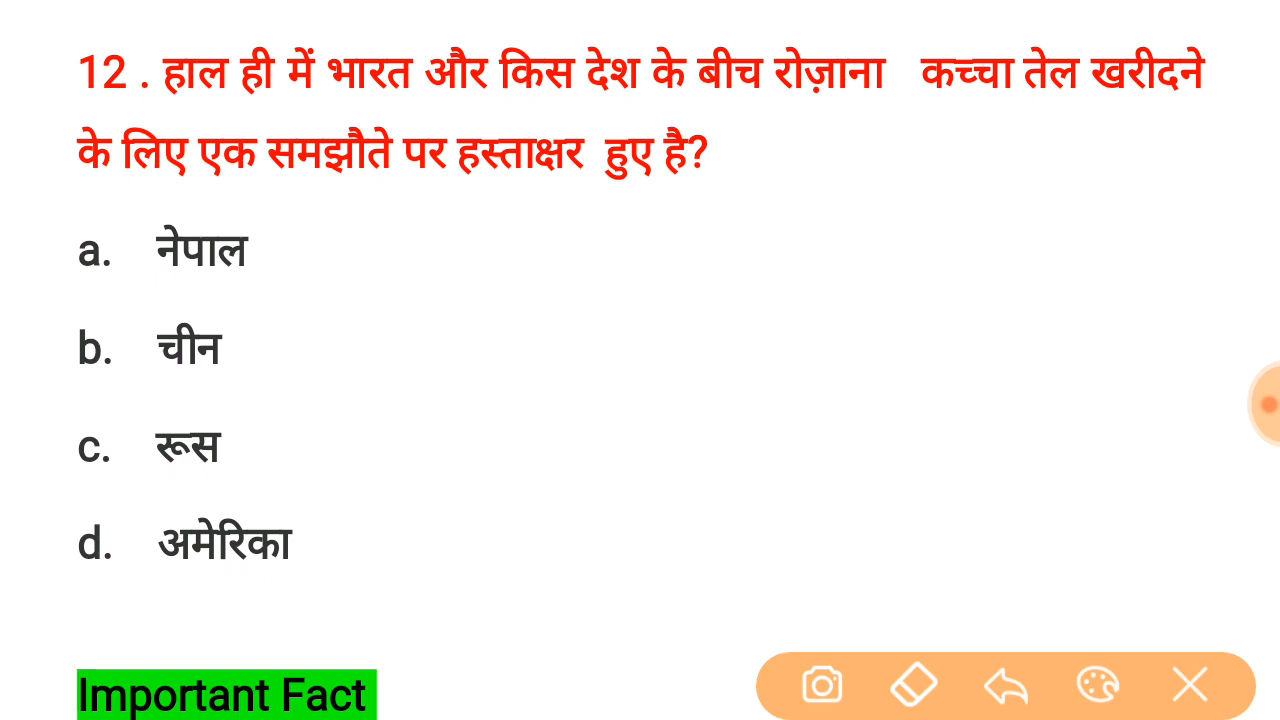 12 . हाल ही में भारत और किस देश के बीच रोज़ाना कच्चा तेल खरीदने
के लिए एक समझौते पर हस्ताक्षर हुए है?
a. नेपाल
b. चीन
c. रूस
d. अमेरिका
Important Fact